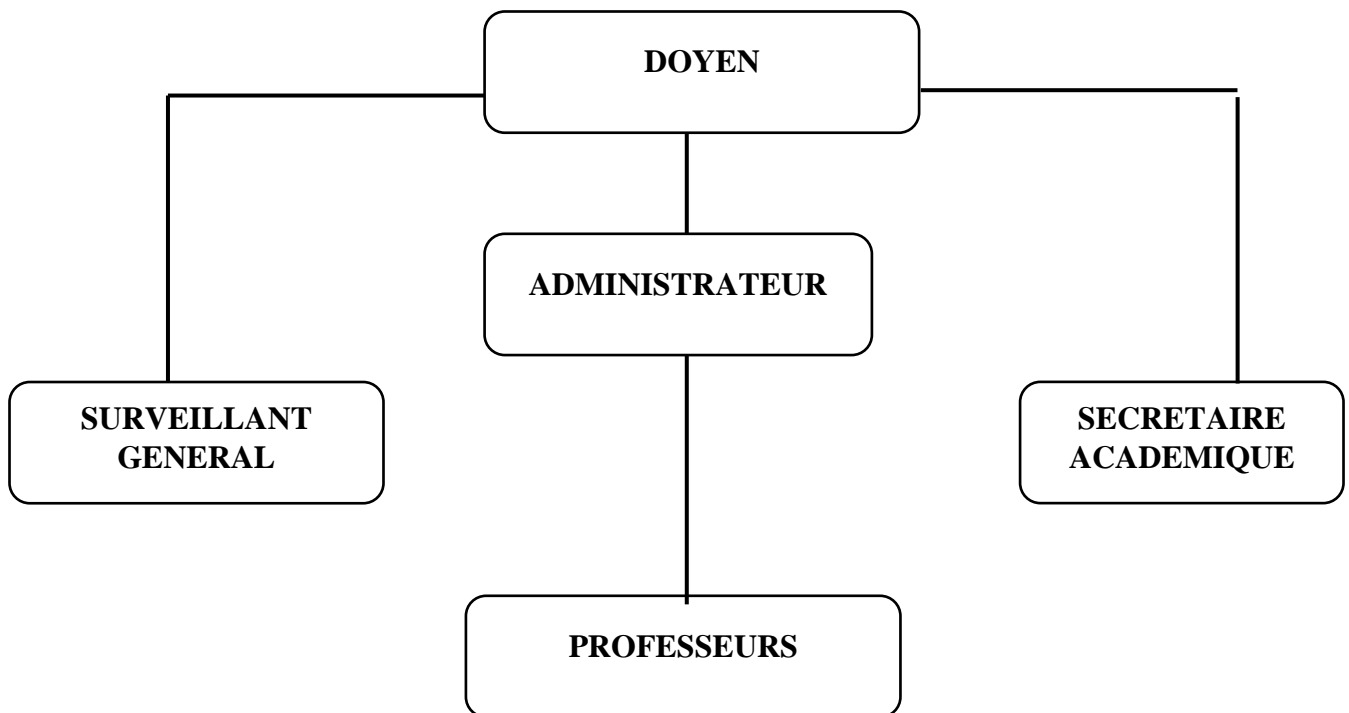 DOYEN
ADMINISTRATEUR
SURVEILLANT
GENERAL
SECRETAIRE
ACADEMIQUE
PROFESSEURS